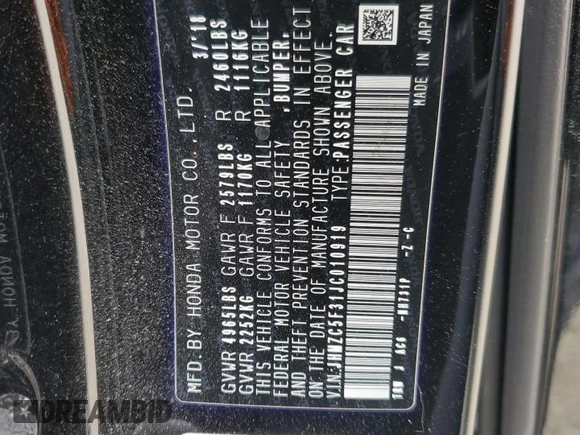 MFD.BY HONDA MOTOR CO., LTD. 3/'18
GVWR 4965LBS GAWR F 2579LBS R 2460LBS
GVWR 2252KG GAWR F 1170KG R 1116KG
THIS VEHICLE CONFORMS TO ALL APPLICABLE
FEDERAL MOTOR VEHICLE SAFETY ,BUMPER,
AND THEFT PREVENTION STANDARDS IN EFFECT
ON THE DATE OF MANUFACTURE SHOWN ABOVE.
V.I.N.:JHMZC5F31JC010919 TYPE:PASSENGER CAR
-NH731P -Z -C MADE IN JAPAN
DREAMBID